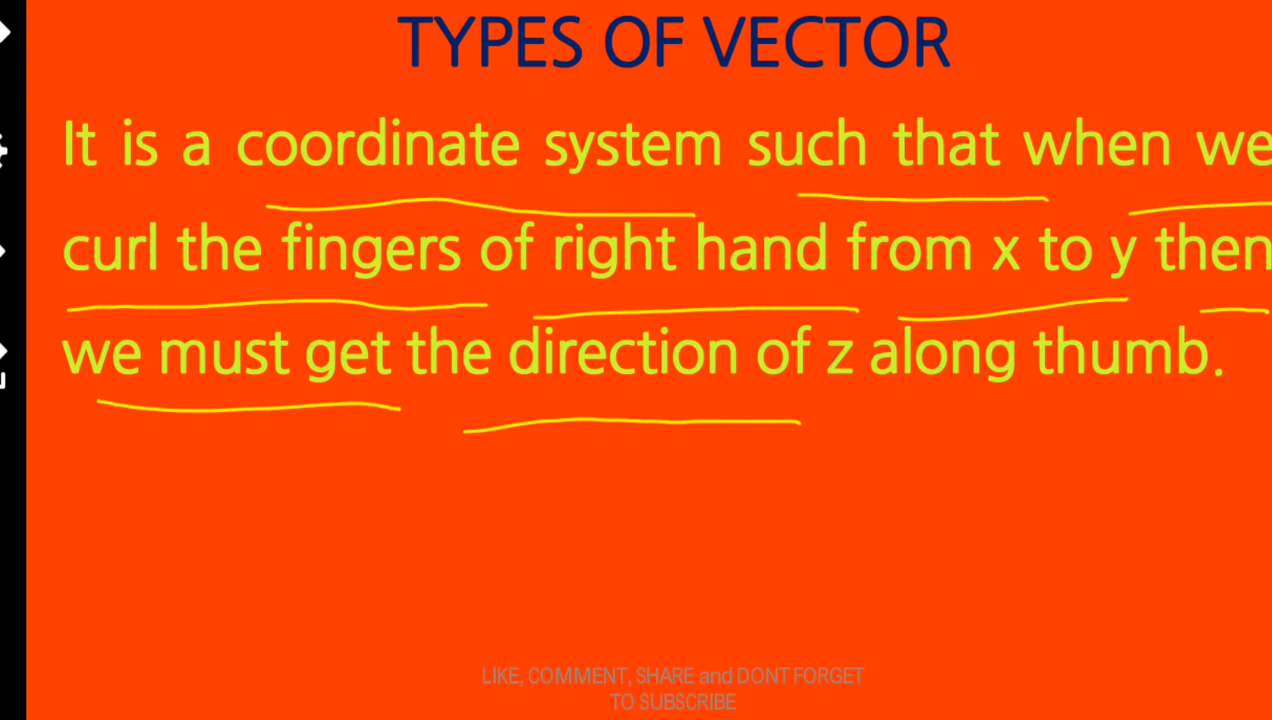 TYPES OF VECTOR
It is a coordinate system such that when we
curl the fingers of right hand from x to y then
we must get the direction of z along thumb.
LIKE, COMMENT, SHARE and DONT FORGET
TO SUBSCRIBE